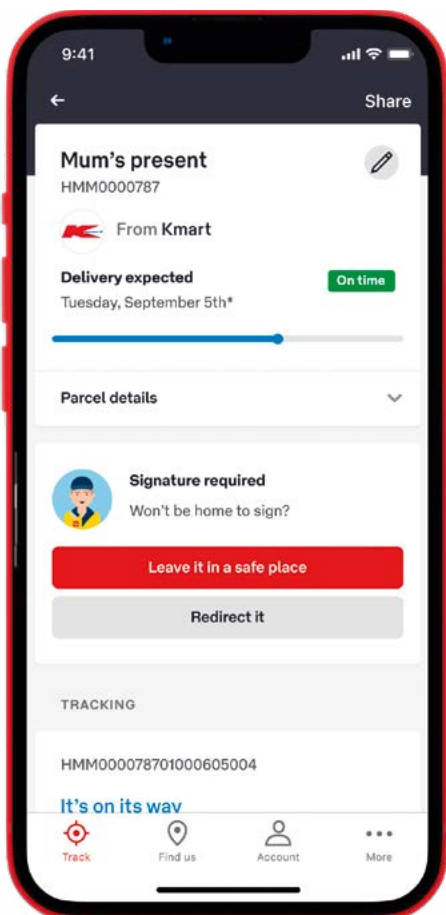 9:41
Share
Mum's present
HMM0000787
From Kmart
Delivery expected
On time
Tuesday, September 5th*
Parcel details
Signature required
Won't be home to sign?
Leave it in a safe place
Redirect it
TRACKING
HMM000078701000605004
It's on its way
Track
Find us
Account
More